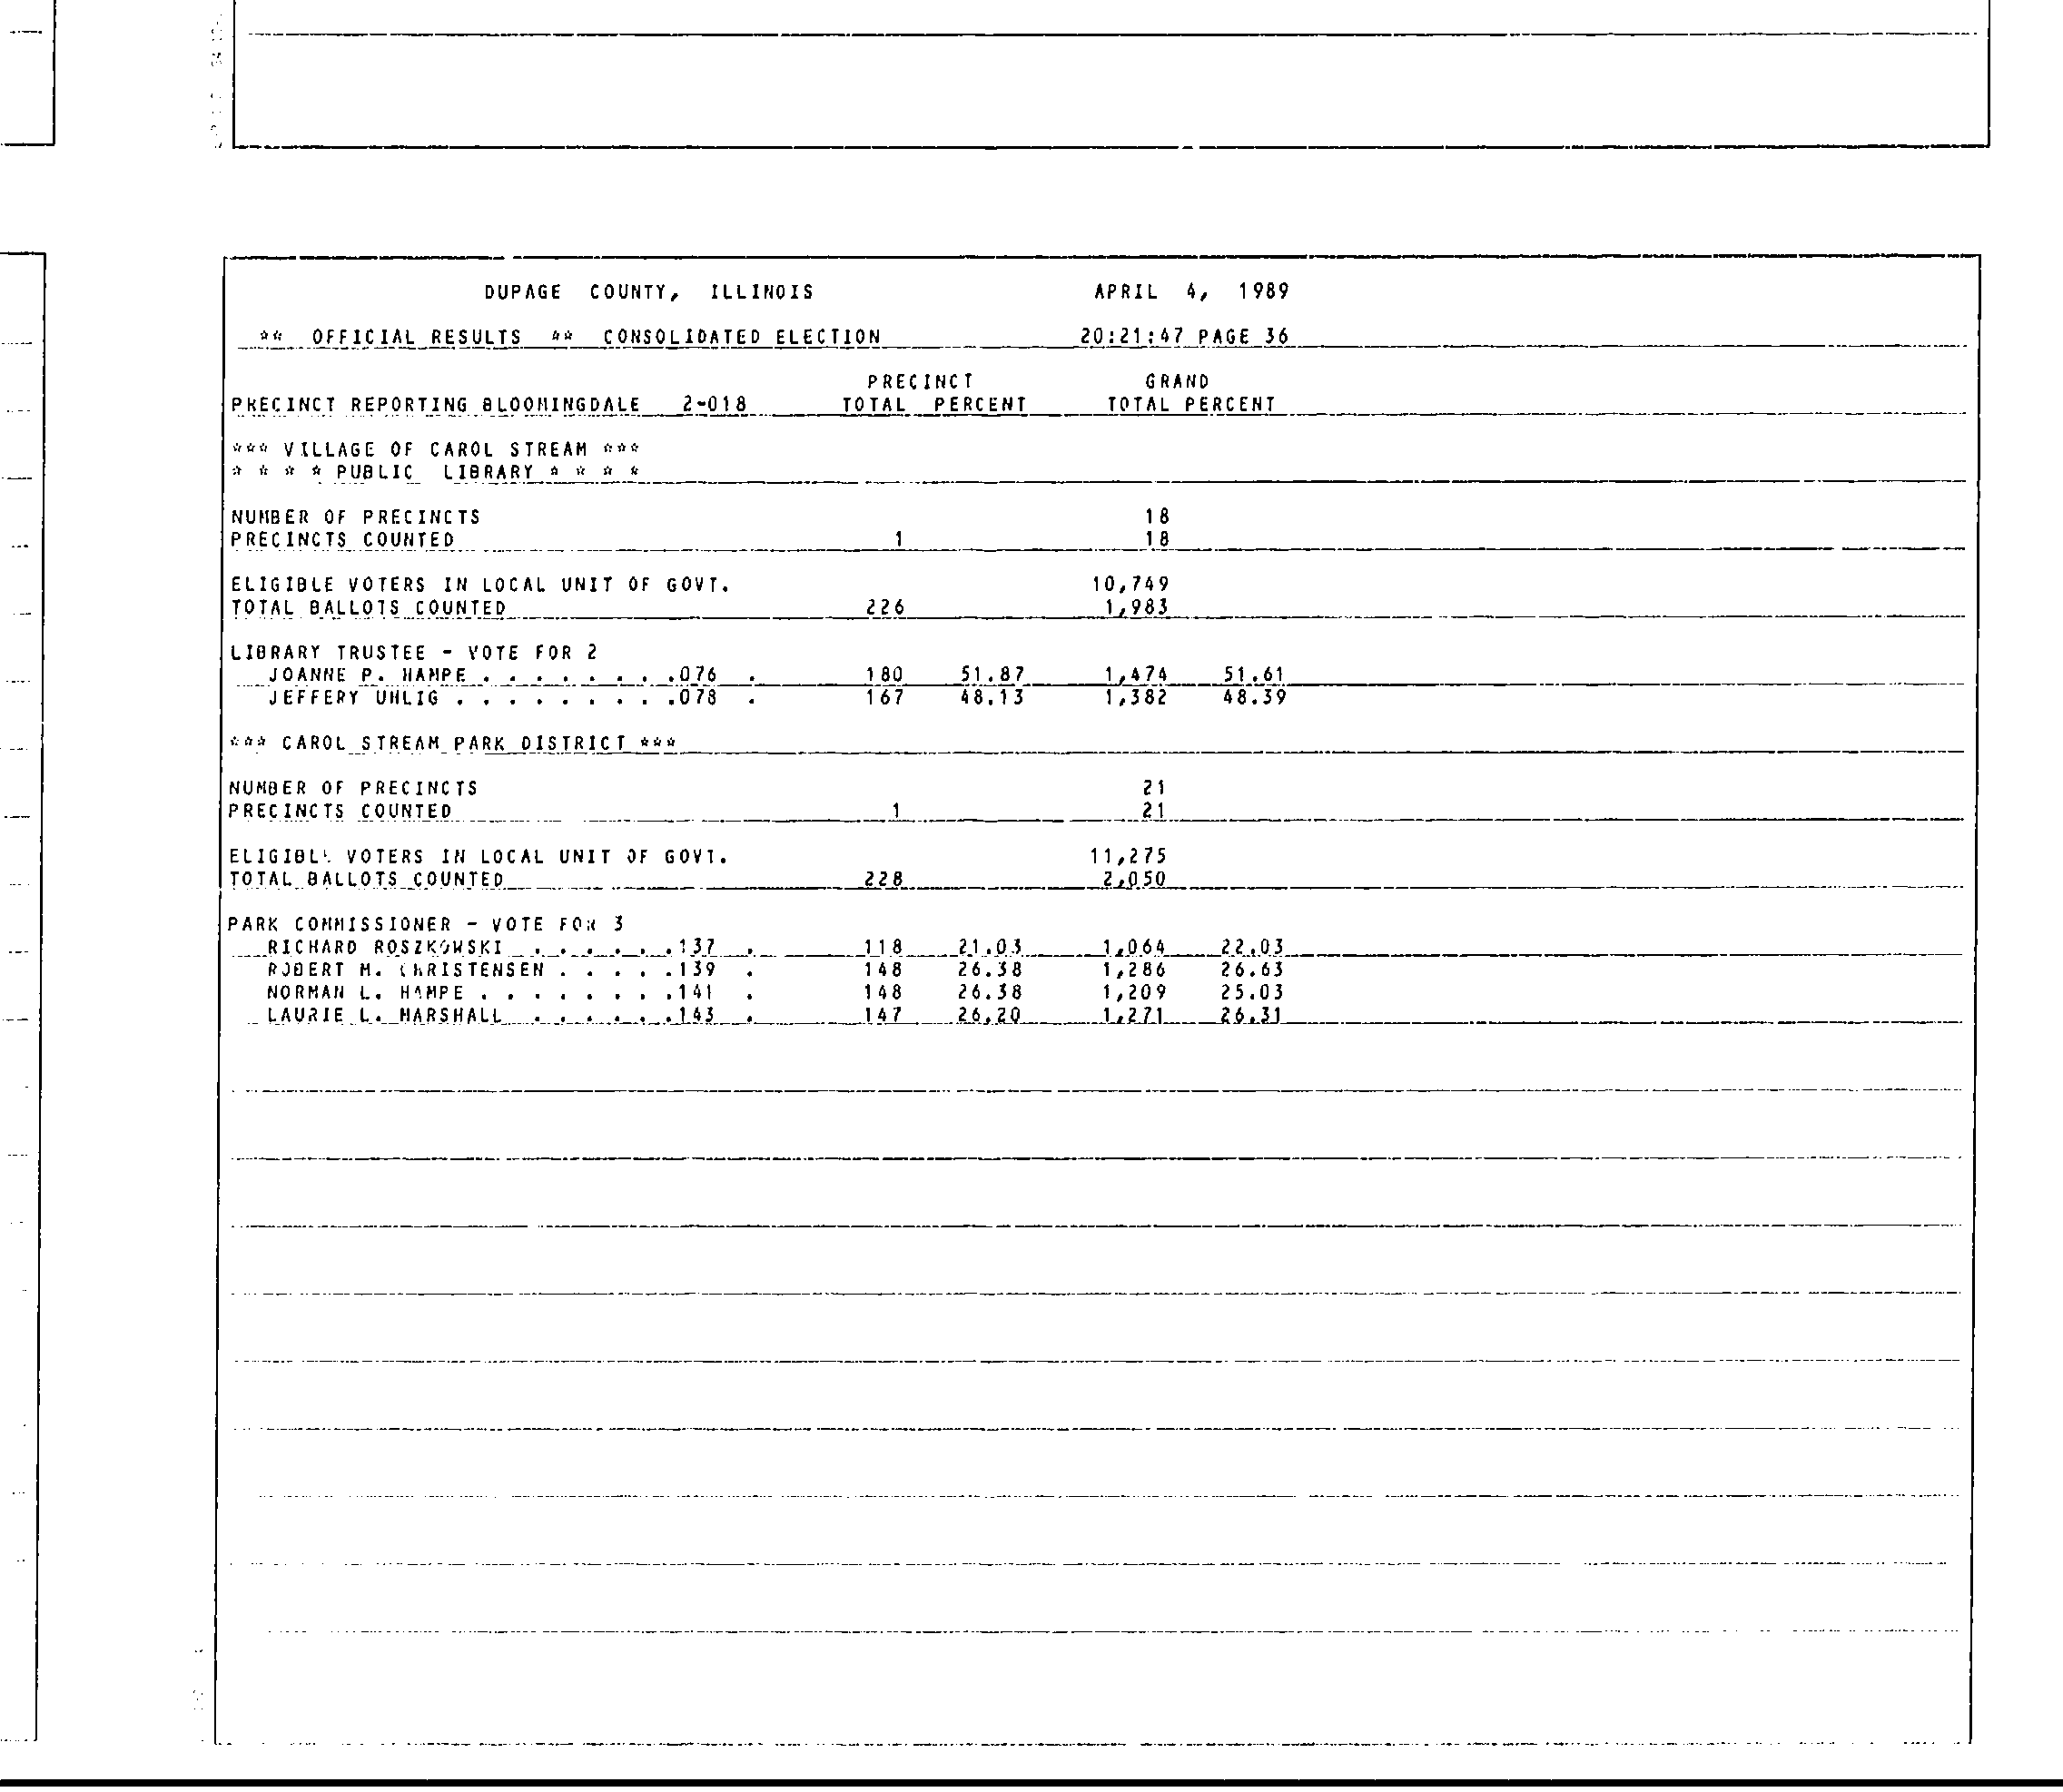 DUPAGE COUNTY, ILLINOIS APRIL 4, 1989
** OFFICIAL RESULTS ** CONSOLIDATED ELECTION 20:21:47 PAGE 36
PRECINCT GRAND
PRECINCT REPORTING BLOOMINGDALE 2-018 TOTAL PERCENT TOTAL PERCENT
*** VILLAGE OF CAROL STREAM ***
* * * * PUBLIC LIBRARY * * * *
NUMBER OF PRECINCTS 18
PRECINCTS COUNTED 1 18
ELIGIBLE VOTERS IN LOCAL UNIT OF GOVT. 10,749
TOTAL BALLOTS COUNTED 226 1,983
LIBRARY TRUSTEE - VOTE FOR 2
JOANNE P. HAMPE . . . . . . . .076 . 180 51.87 1,474 51.61
JEFFERY UHLIG . . . . . . . . .078 . 167 48.13 1,382 48.39
*** CAROL STREAM PARK DISTRICT ***
NUMBER OF PRECINCTS 21
PRECINCTS COUNTED 1 21
ELIGIBLE VOTERS IN LOCAL UNIT OF GOVT. 11,275
TOTAL BALLOTS COUNTED 228 2,050
PARK COMMISSIONER - VOTE FOR 3
RICHARD ROSZKOWSKI . . . . . .137 . 118 21.03 1,064 22.03
ROBERT M. CHRISTENSEN . . . . .139 . 148 26.38 1,286 26.63
NORMAN L. HAMPE . . . . . . . .141 . 148 26.38 1,209 25.03
LAURIE L. MARSHALL . . . . . .143 . 147 26.20 1,271 26.31